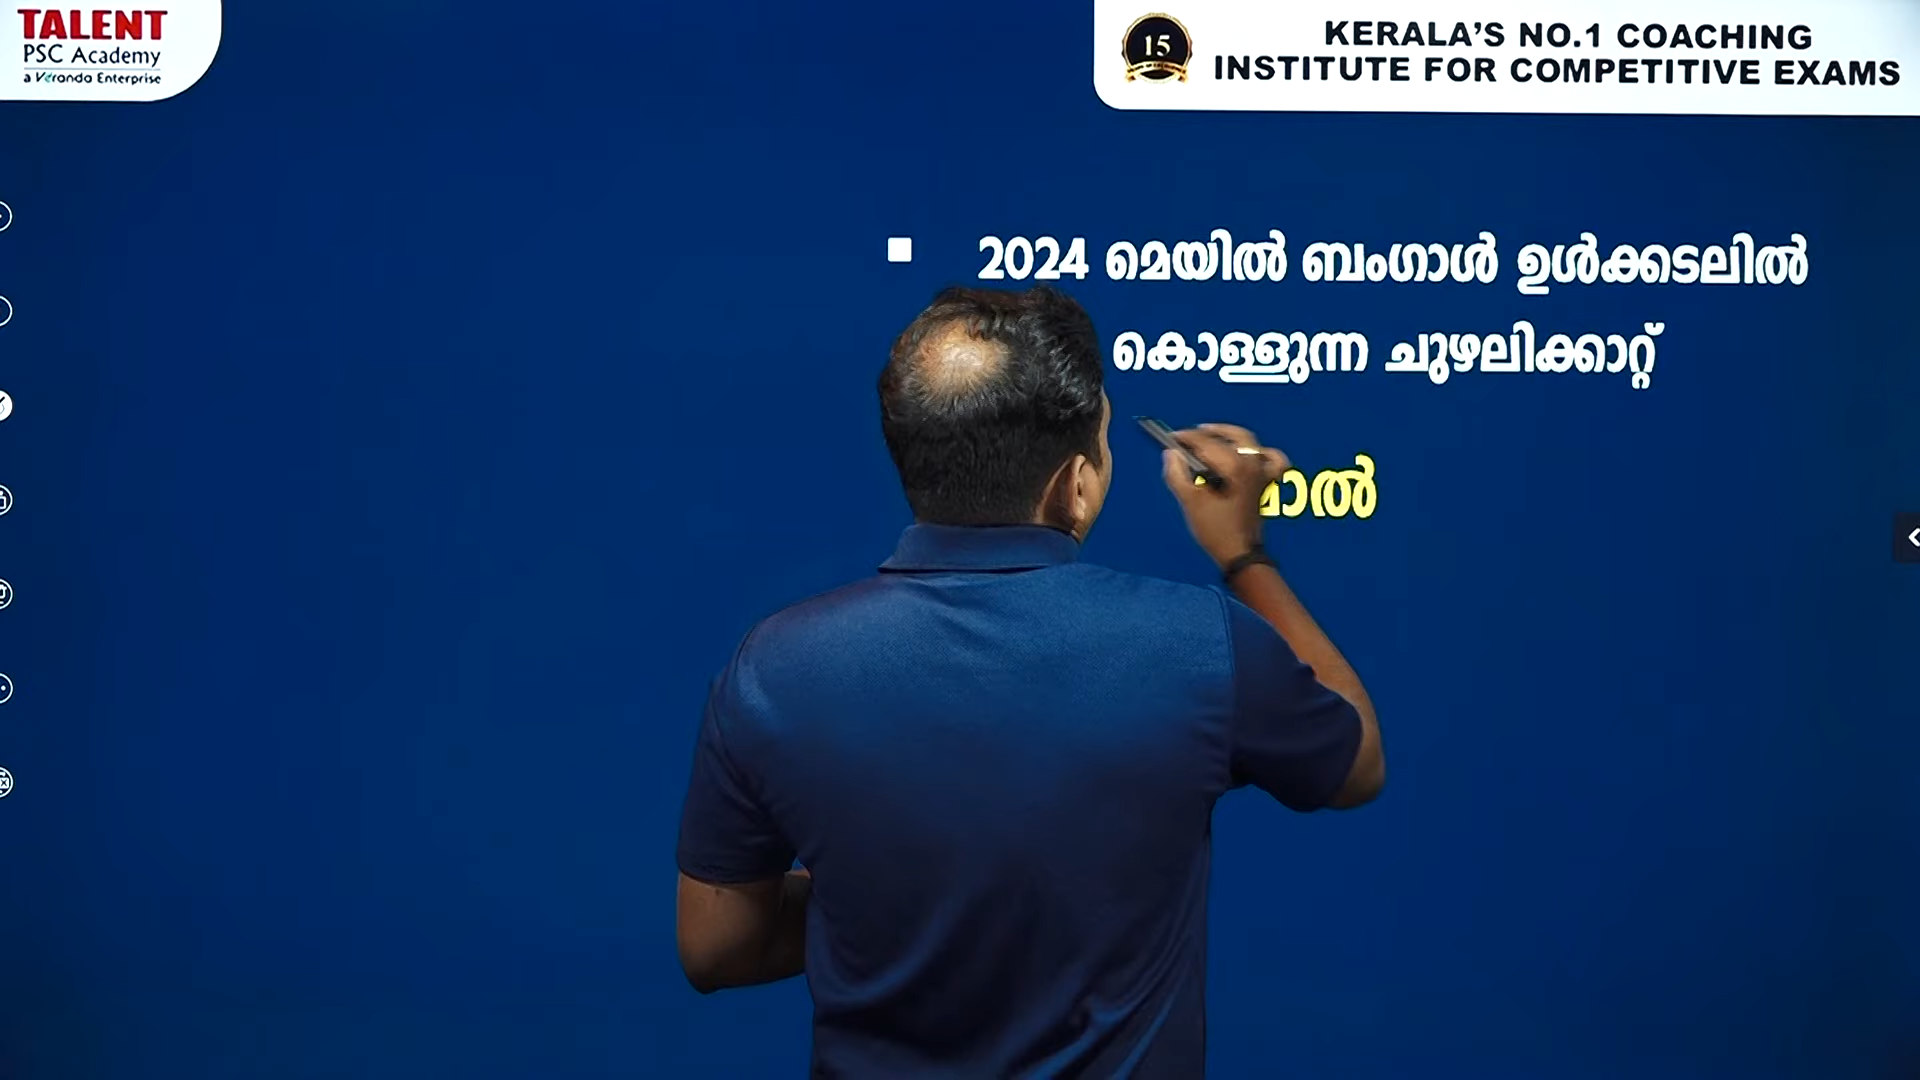 TALENT
PSC Academy
a Veranda Enterprise
15
KERALA'S NO.1 COACHING
INSTITUTE FOR COMPETITIVE EXAMS
2024 മെയിൽ ബംഗാൾ ഉൾക്കടലിൽ
കൊള്ളുന്ന ചുഴലിക്കാറ്റ്